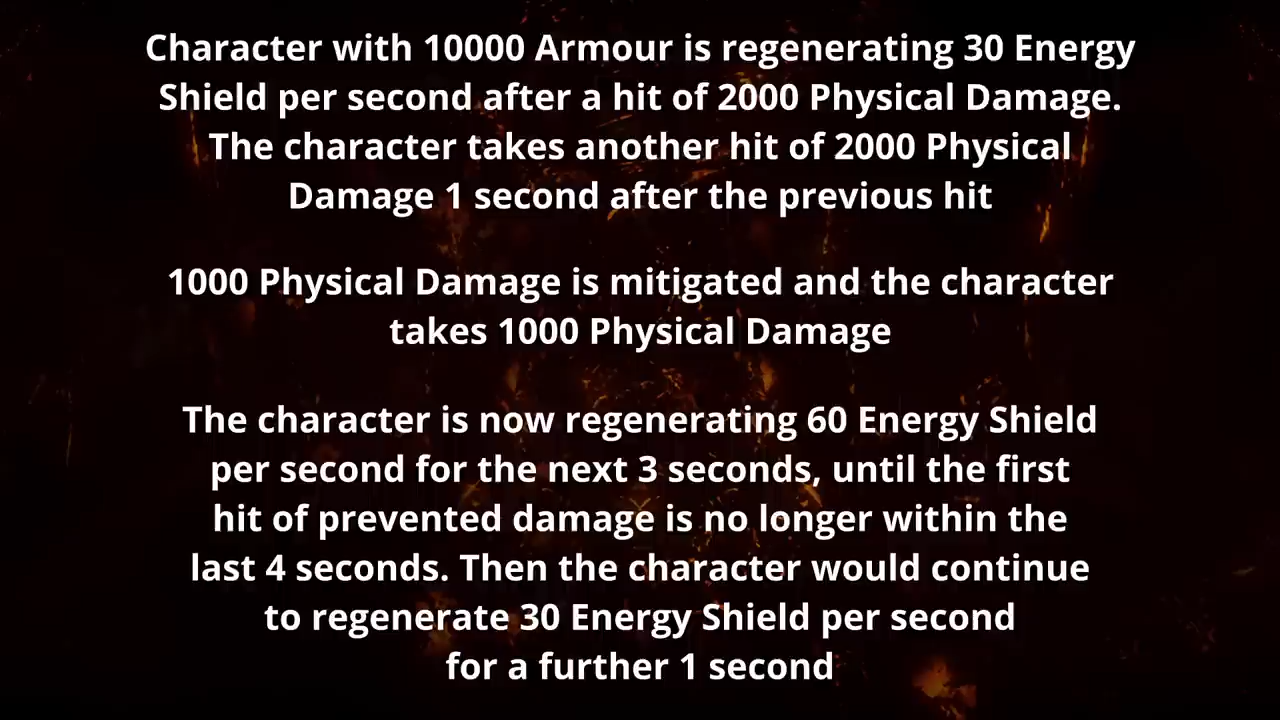 Character with 10000 Armour is regenerating 30 Energy
Shield per second after a hit of 2000 Physical Damage.
The character takes another hit of 2000 Physical
Damage 1 second after the previous hit
1000 Physical Damage is mitigated and the character
takes 1000 Physical Damage
The character is now regenerating 60 Energy Shield
per second for the next 3 seconds, until the first
hit of prevented damage is no longer within the
last 4 seconds. Then the character would continue
to regenerate 30 Energy Shield per second
for a further 1 second